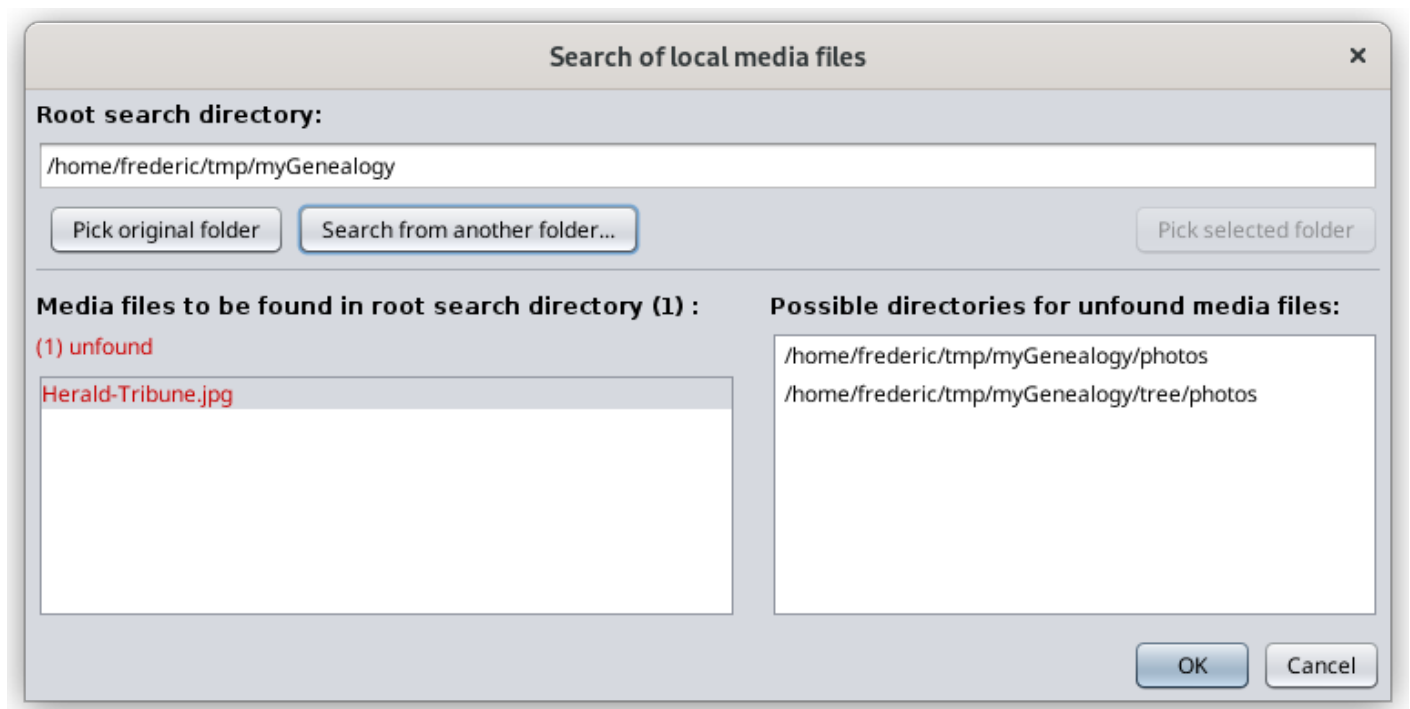 Search of local media files ×
Root search directory:
/home/frederic/tmp/myGenealogy
Pick original folder Search from another folder... Pick selected folder
Media files to be found in root search directory (1) :
(1) unfound
Herald-Tribune.jpg
Possible directories for unfound media files:
/home/frederic/tmp/myGenealogy/photos
/home/frederic/tmp/myGenealogy/tree/photos
OK Cancel